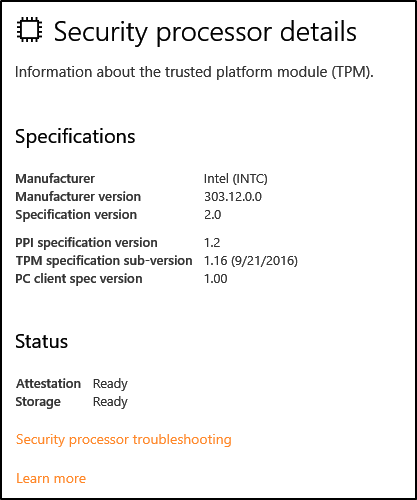 Security processor details
Information about the trusted platform module (TPM).
Specifications
Manufacturer Intel (INTC)
Manufacturer version 303.12.0.0
Specification version 2.0
PPI specification version 1.2
TPM specification sub-version 1.16 (9/21/2016)
PC client spec version 1.00
Status
Attestation Ready
Storage Ready
Security processor troubleshooting
Learn more